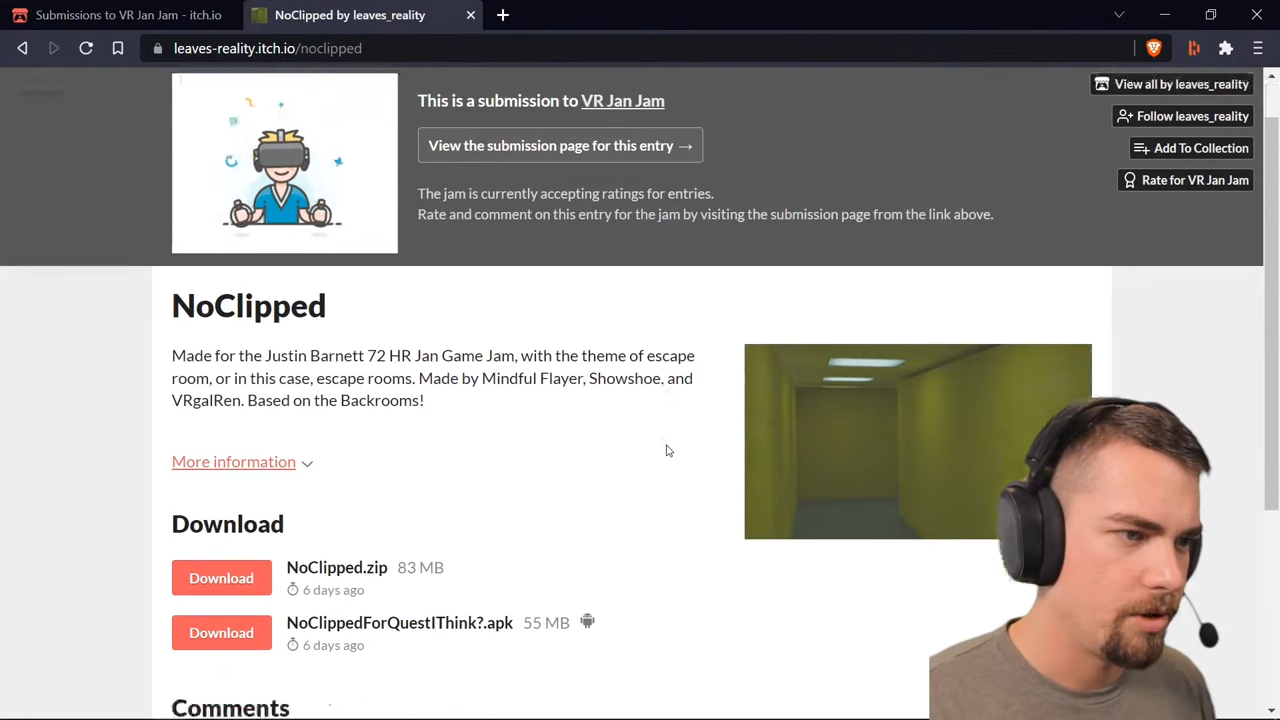 Submissions to VR Jan Jam - itch.io
NoClipped by leaves_reality
leaves-reality.itch.io/noclipped
This is a submission to VR Jan Jam
View the submission page for this entry →
The jam is currently accepting ratings for entries.
Rate and comment on this entry for the jam by visiting the submission page from the link above.
View all by leaves_reality
Follow leaves_reality
Add To Collection
Rate for VR Jan Jam
NoClipped
Made for the Justin Barnett 72 HR Jan Game Jam, with the theme of escape
room, or in this case, escape rooms. Made by Mindful Flayer, Showshoe, and
VRgalRen. Based on the Backrooms!
More information
Download
Download
NoClipped.zip 83 MB
6 days ago
Download
NoClippedForQuestIThink?.apk 55 MB
6 days ago
Comments